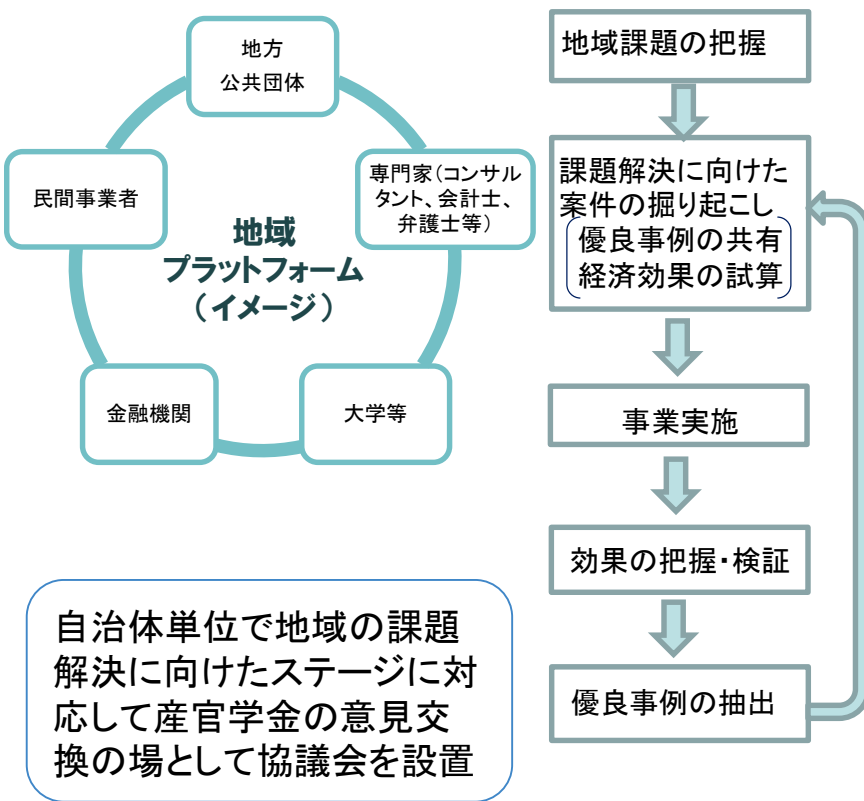 地方
公共団体
民間事業者
専門家(コンサル
タント、会計士、
弁護士等)
地域
プラットフォーム
(イメージ)
金融機関
大学等
自治体単位で地域の課題
解決に向けたステージに対
応して産官学金の意見交
換の場として協議会を設置
地域課題の把握
課題解決に向けた
案件の掘り起こし
優良事例の共有
経済効果の試算
事業実施
効果の把握・検証
優良事例の抽出